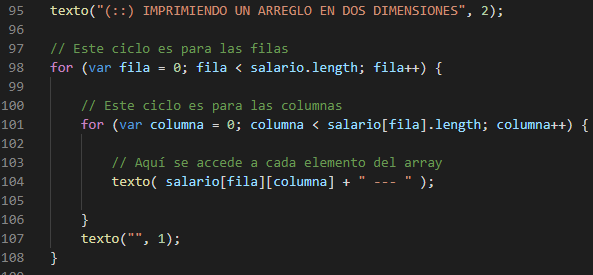 95 texto("(::) IMPRIMIENDO UN ARREGLO EN DOS DIMENSIONES", 2);
96
97 // Este ciclo es para las filas
98 for (var fila = 0; fila < salario.length; fila++) {
99
100 // Este ciclo es para las columnas
101 for (var columna = 0; columna < salario[fila].length; columna++) {
102
103 // Aquí se accede a cada elemento del array
104 texto( salario[fila][columna] + " --- " );
105
106 }
107 texto("", 1);
108 }